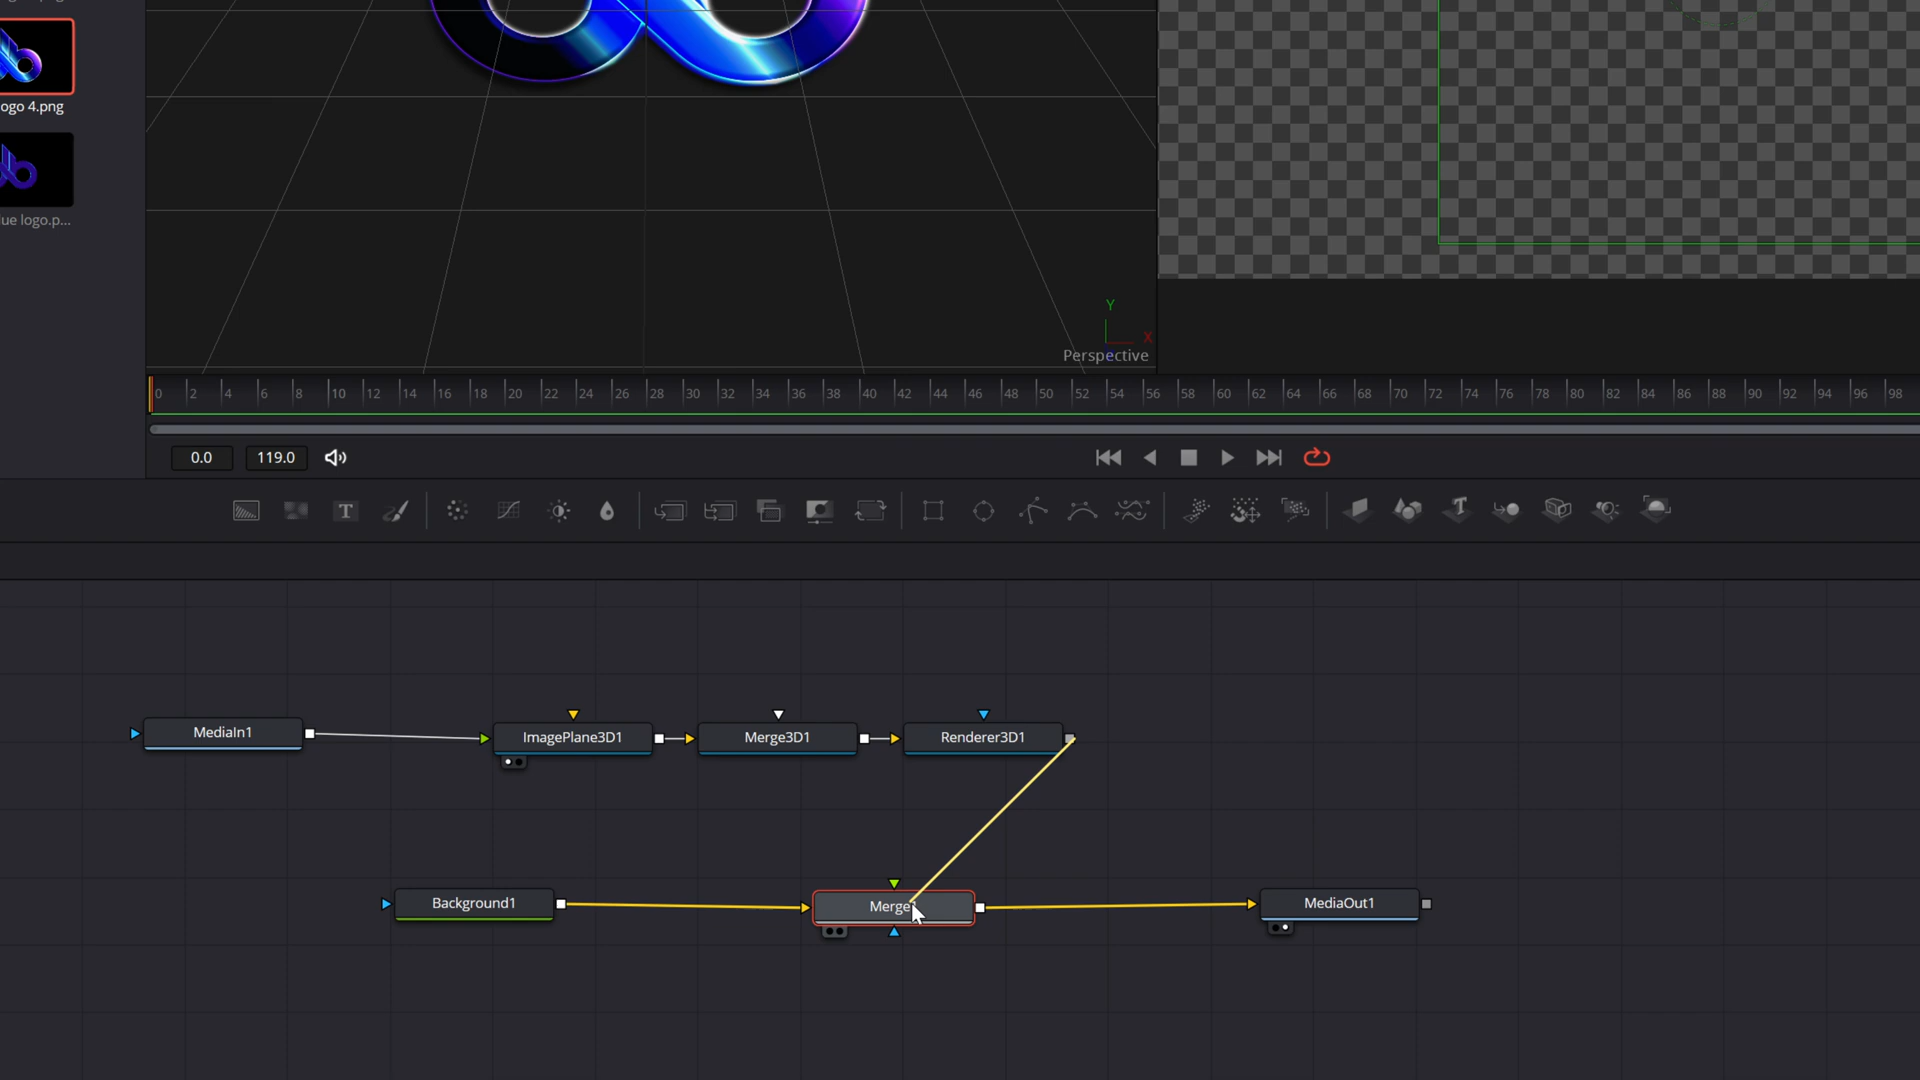 ogo 4.png
ue logo.p...
Y
X
Perspective
0 2 4 6 8 10 12 14 16 18 20 22 24 26 28 30 32 34 36 38 40 42 44 46 48 50 52 54 56 58 60 62 64 66 68 70 72 74 76 78 80 82 84 86 88 90 92 94 96 98
0.0 119.0
T T
MediaIn1 ImagePlane3D1 Merge3D1 Renderer3D1
Background1 Merge MediaOut1